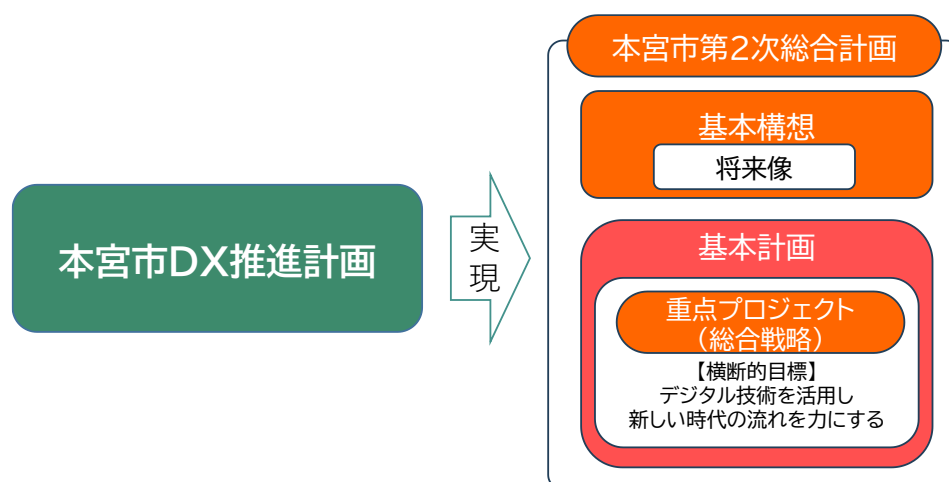 本宮市DX推進計画
実
現
本宮市第2次総合計画
基本構想
将来像
基本計画
重点プロジェクト
（総合戦略）
【横断的目標】
デジタル技術を活用し
新しい時代の流れを力にする